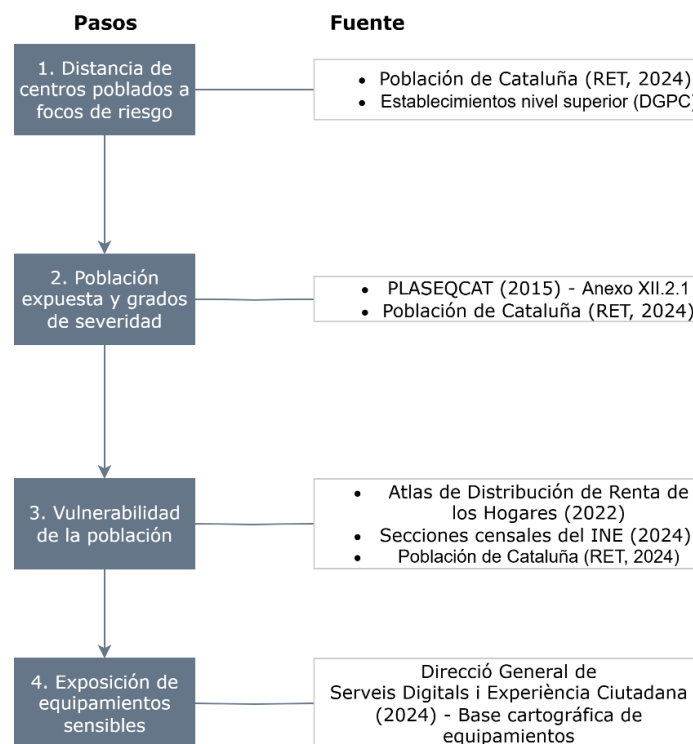 Pasos
Fuente
1. Distancia de
centros poblados a
focos de riesgo
• Población de Cataluña (RET, 2024)
• Establecimientos nivel superior (DGPC)
2. Población
expuesta y grados
de severidad
• PLASEQCAT (2015) - Anexo XII.2.1
• Población de Cataluña (RET, 2024)
3. Vulnerabilidad
de la población
• Atlas de Distribución de Renta de
los Hogares (2022)
• Secciones censales del INE (2024)
• Población de Cataluña (RET, 2024)
4. Exposición de
equipamientos
sensibles
Direcció General de
Serveis Digitals i Experiència Ciutadana
(2024) - Base cartográfica de
equipamientos